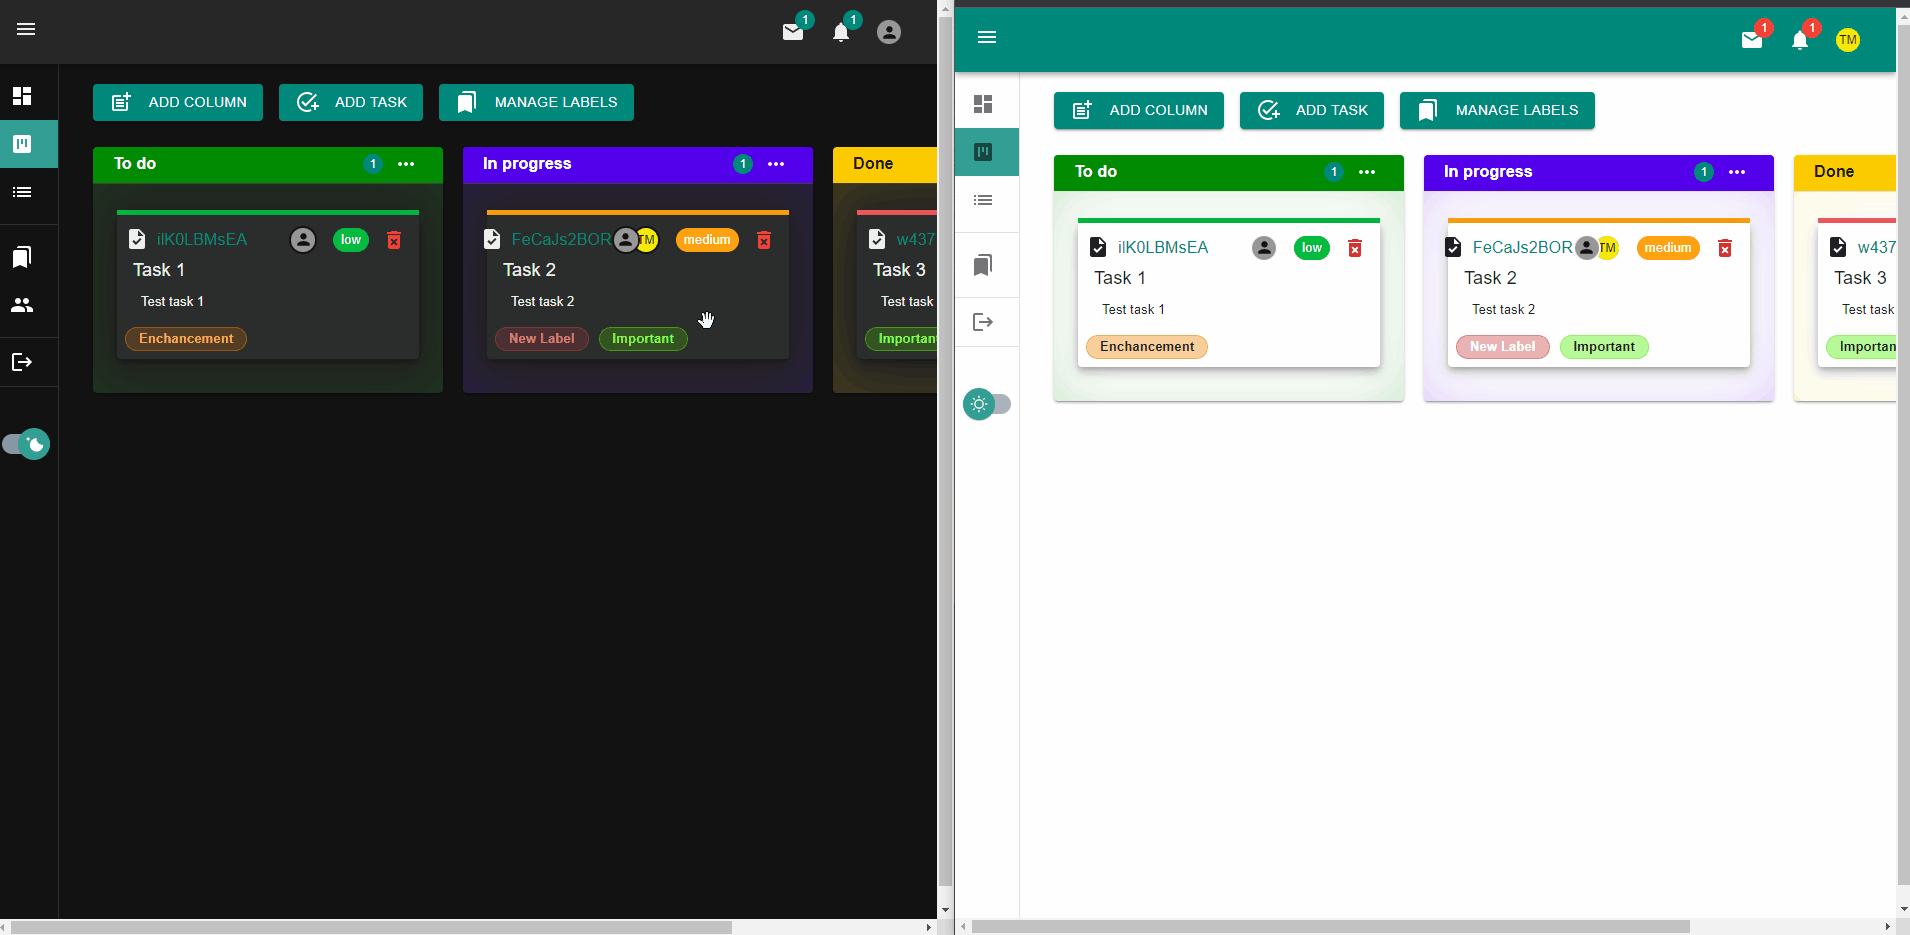 1 1
ADD COLUMN ADD TASK MANAGE LABELS
To do 1 In progress 1 Done
ilK0LBMsEA low FeCaJs2BOR TM medium w437
Task 1 Task 2 Task 3
Test task 1 Test task 2 Test task
Enchancement New Label Important Important
1 1 TM
ADD COLUMN ADD TASK MANAGE LABELS
To do 1 In progress 1 Done
ilK0LBMsEA low FeCaJs2BOR TM medium w437
Task 1 Task 2 Task 3
Test task 1 Test task 2 Test task
Enchancement New Label Important Importan